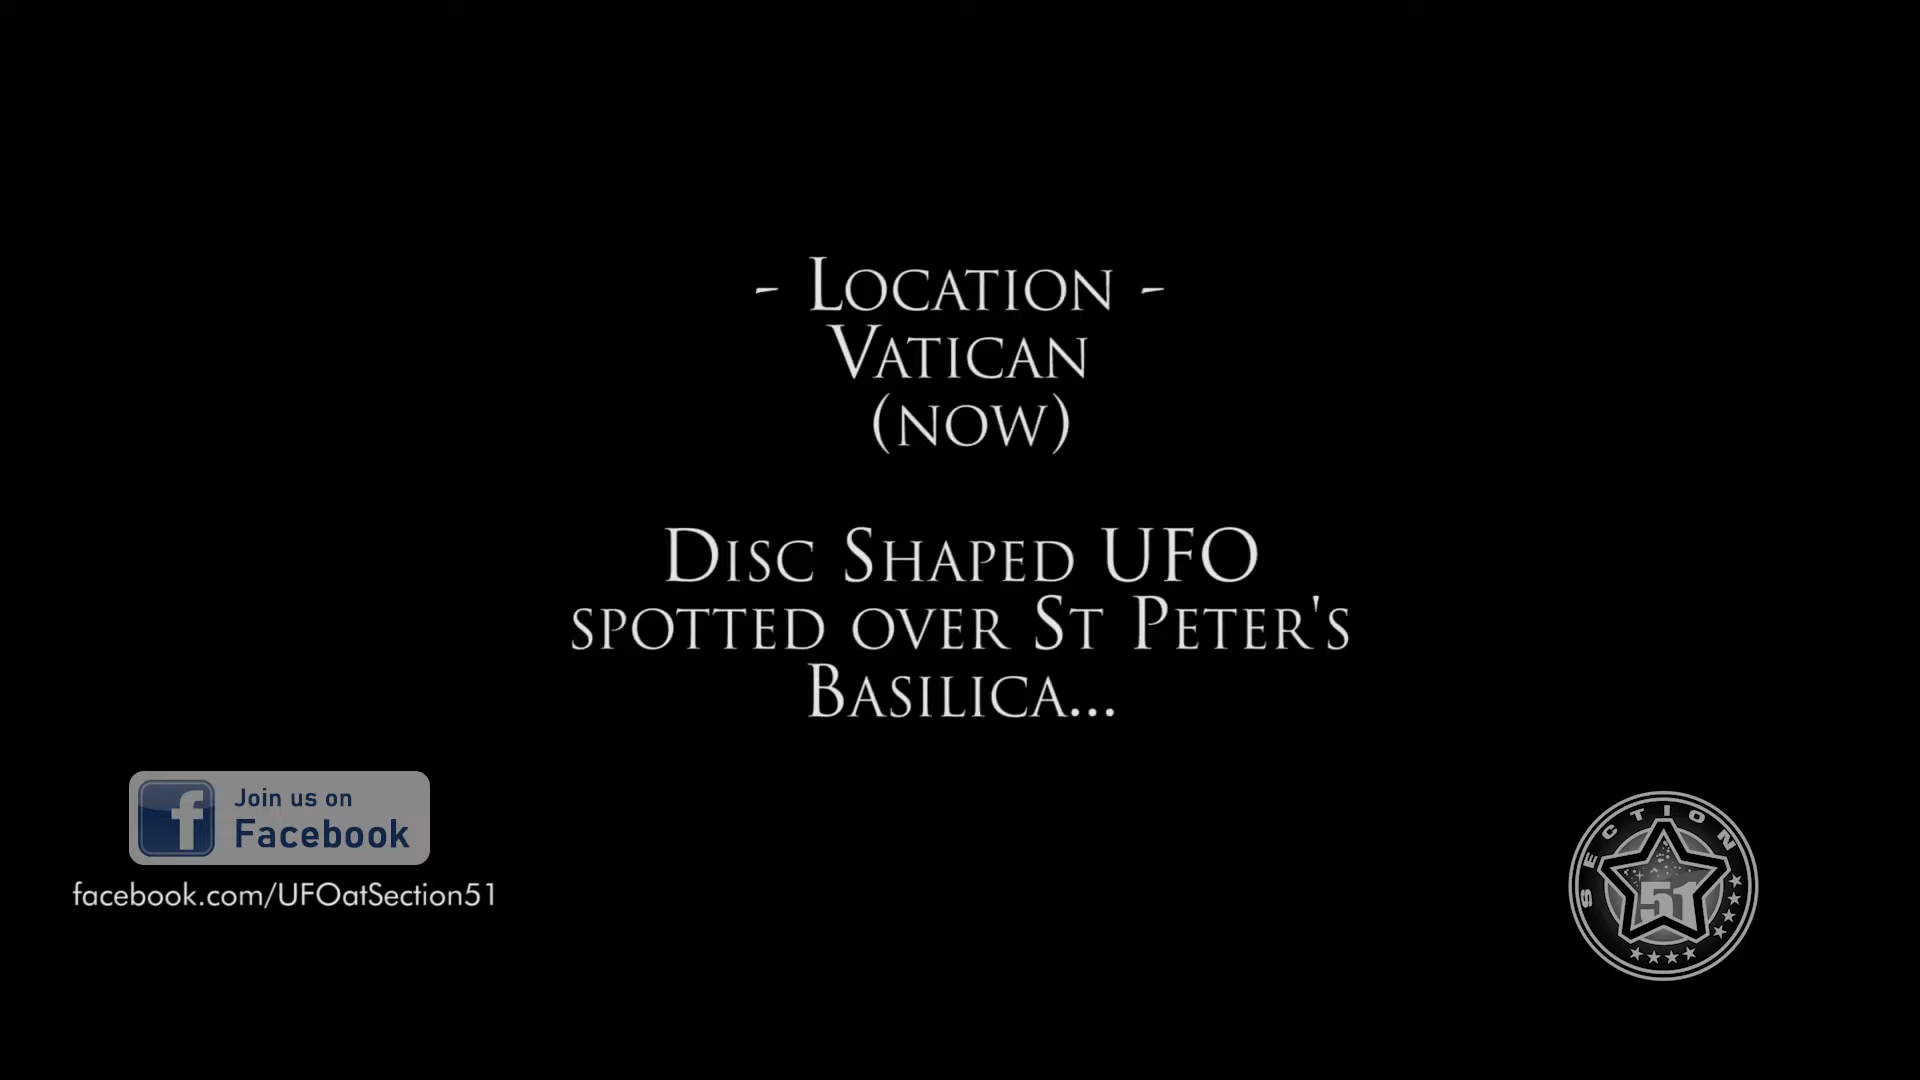 - Location -
Vatican
(now)
Disc Shaped UFO
spotted over St Peter's
Basilica...
Join us on
Facebook
facebook.com/UFOatSection51
SECTION
51